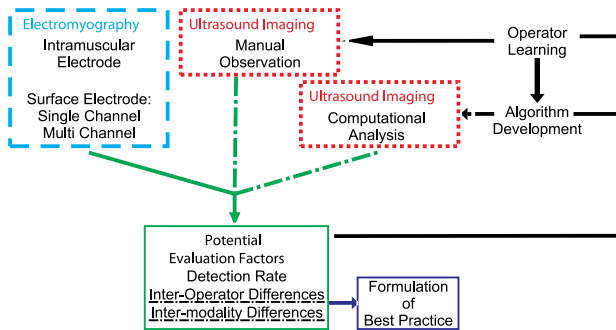 Electromyography
Intramuscular
Electrode
Surface Electrode:
Single Channel
Multi Channel
Ultrasound Imaging
Manual
Observation
Ultrasound Imaging
Computational
Analysis
Operator
Learning
Algorithm
Development
Potential
Evaluation Factors
Detection Rate
Inter-Operator Differences
Inter-modality Differences
Formulation
of
Best Practice